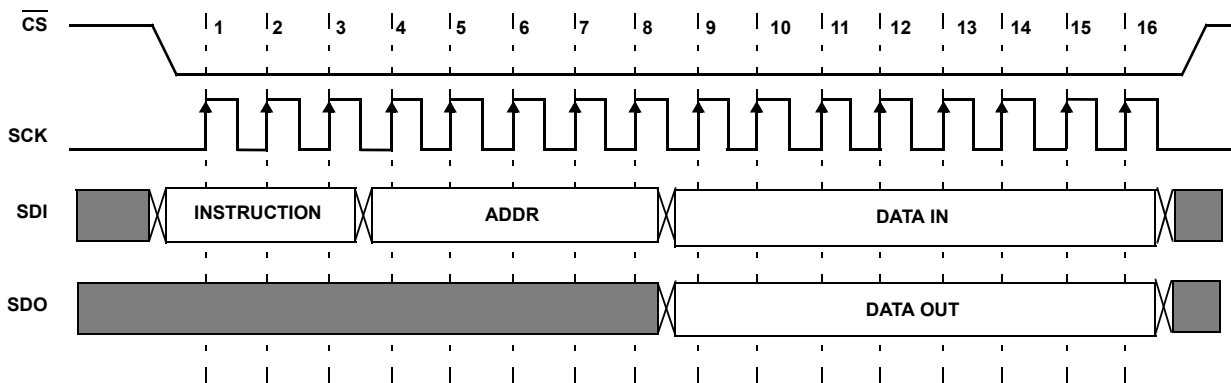 C̅S̅ 1 2 3 4 5 6 7 8 9 10 11 12 13 14 15 16
SCK
SDI INSTRUCTION ADDR DATA IN
SDO DATA OUT